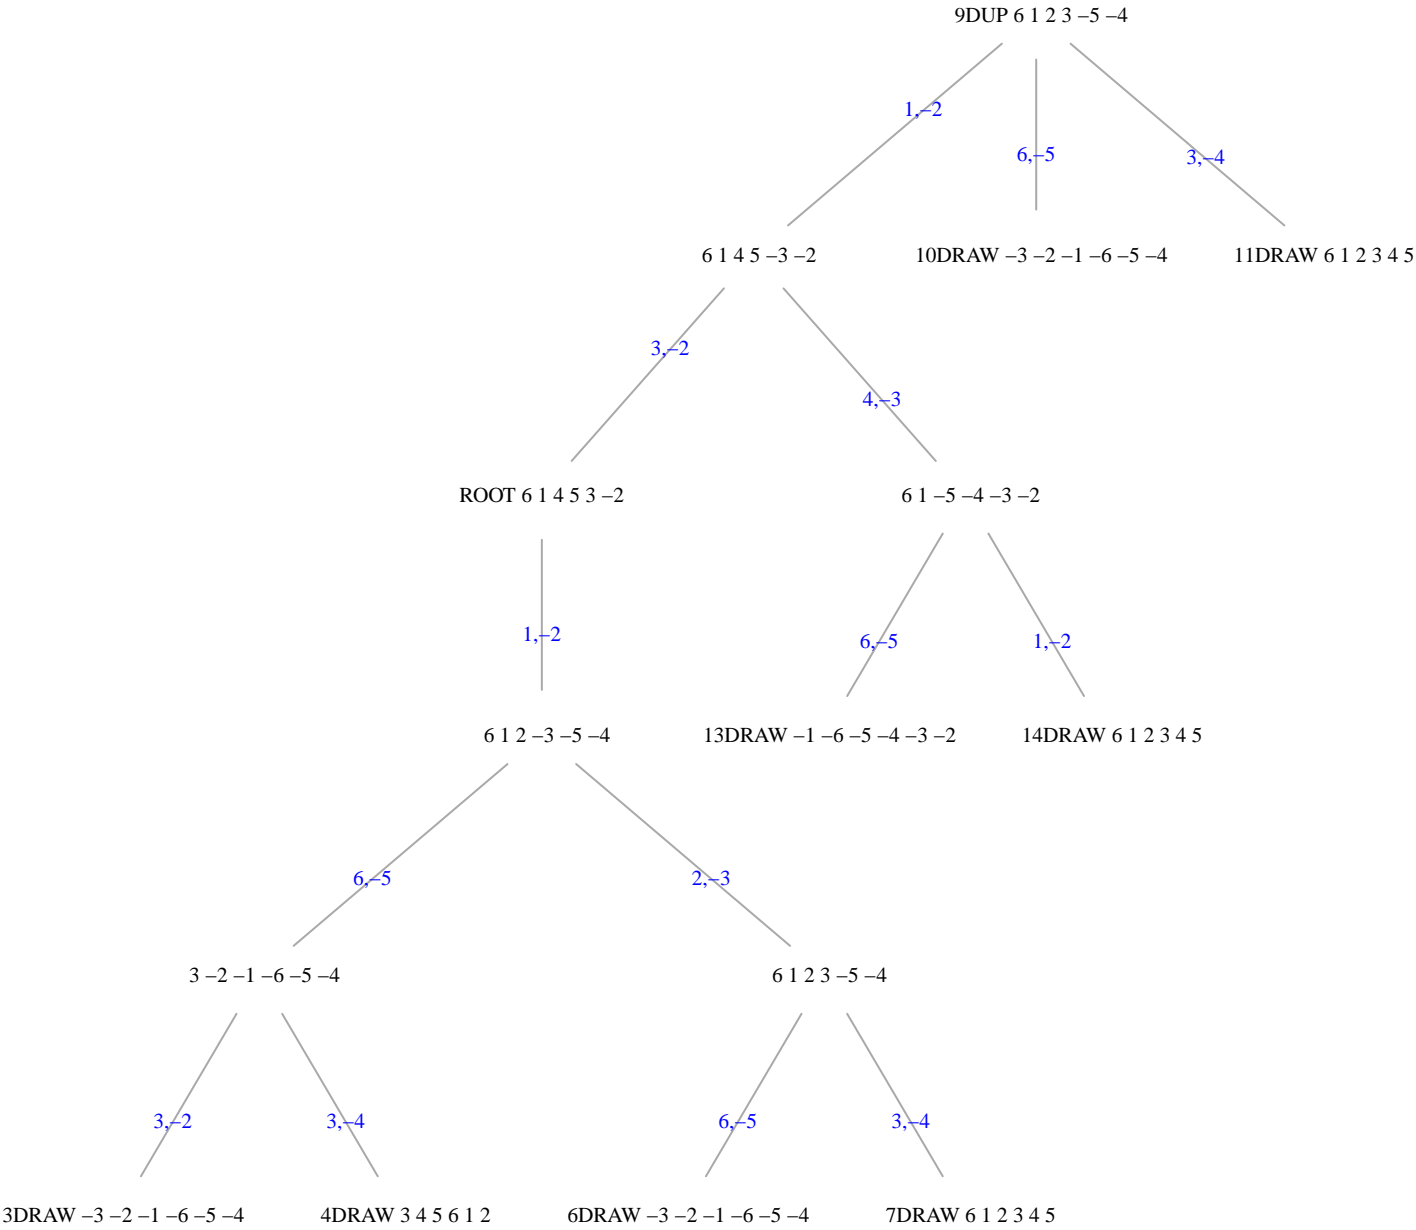 9DUP 6 1 2 3 –5 –4
1,–2
6,–5
3,–4
6 1 4 5 –3 –2
10DRAW –3 –2 –1 –6 –5 –4
11DRAW 6 1 2 3 4 5
3,–2
4,–3
ROOT 6 1 4 5 3 –2
6 1 –5 –4 –3 –2
1,–2
6,–5
1,–2
6 1 2 –3 –5 –4
13DRAW –1 –6 –5 –4 –3 –2
14DRAW 6 1 2 3 4 5
6,–5
2,–3
3 –2 –1 –6 –5 –4
6 1 2 3 –5 –4
3,–2
3,–4
6,–5
3,–4
3DRAW –3 –2 –1 –6 –5 –4
4DRAW 3 4 5 6 1 2
6DRAW –3 –2 –1 –6 –5 –4
7DRAW 6 1 2 3 4 5